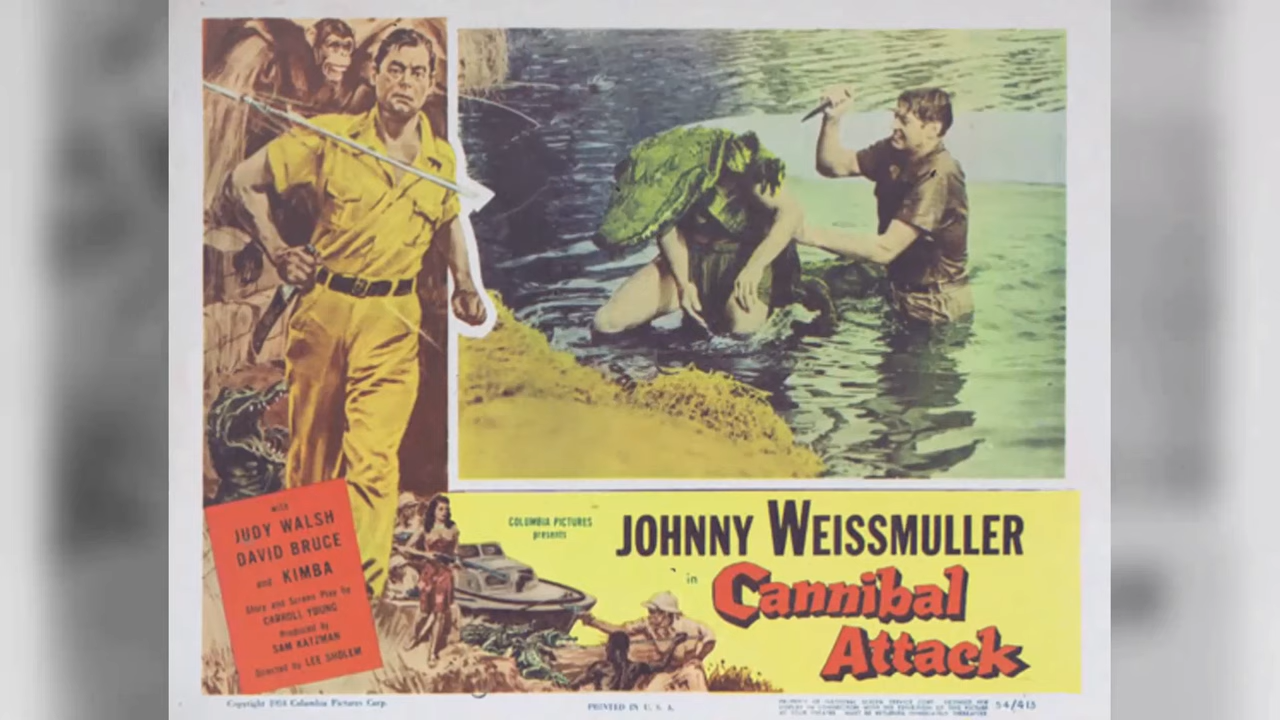 with
JUDY WALSH
DAVID BRUCE
and KIMBA
Story and Screen Play by
CARROLL YOUNG
Produced by
SAM KATZMAN
Directed by LEE SHOLEM
COLUMBIA PICTURES
presents
JOHNNY WEISSMULLER
in Cannibal
Attack
Copyright 1954 Columbia Pictures Corp.
PRINTED IN U. S. A.
54/415